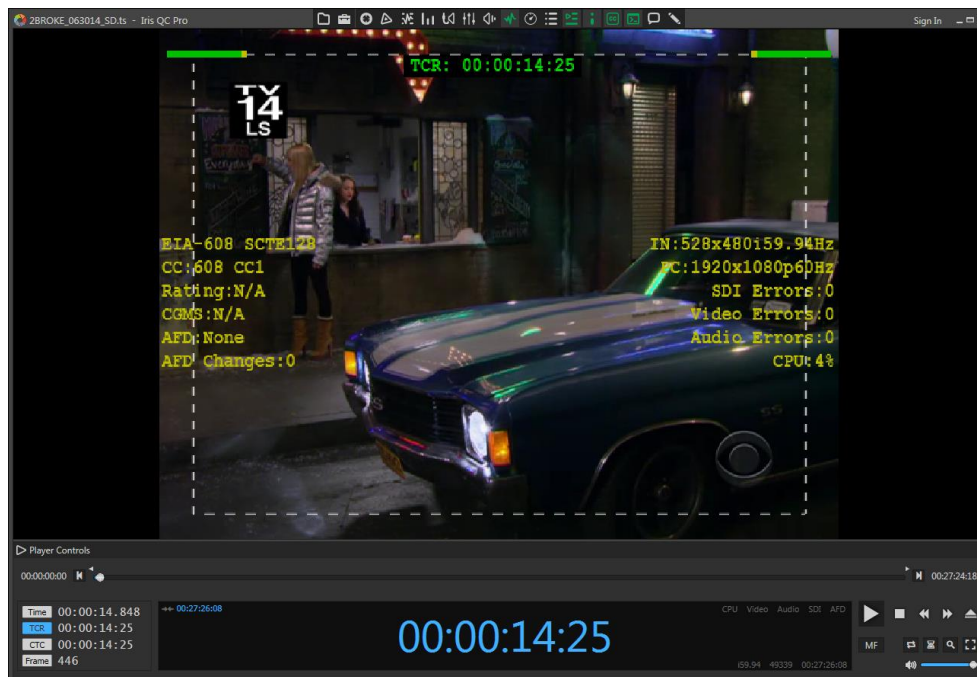 2BROKE_063014_SD.ts - Iris QC Pro
Sign In
TCR: 00:00:14:25
TV
14
LS
Everyday
EIA-608 SCTE128
CC:608 CC1
Rating:N/A
CGMS:N/A
AFD:None
AFD Changes:0
IN:528x480i59.94Hz
PC:1920x1080p60Hz
SDI Errors:0
Video Errors:0
Audio Errors:0
CPU:4%
SS
Player Controls
00:00:00:00
00:27:24:18
Time 00:00:14.848
TCR 00:00:14:25
CTC 00:00:14:25
Frame 446
00:27:26:08
00:00:14:25
CPU Video Audio SDI AFD
i59.94 49339 00:27:26:08
MF